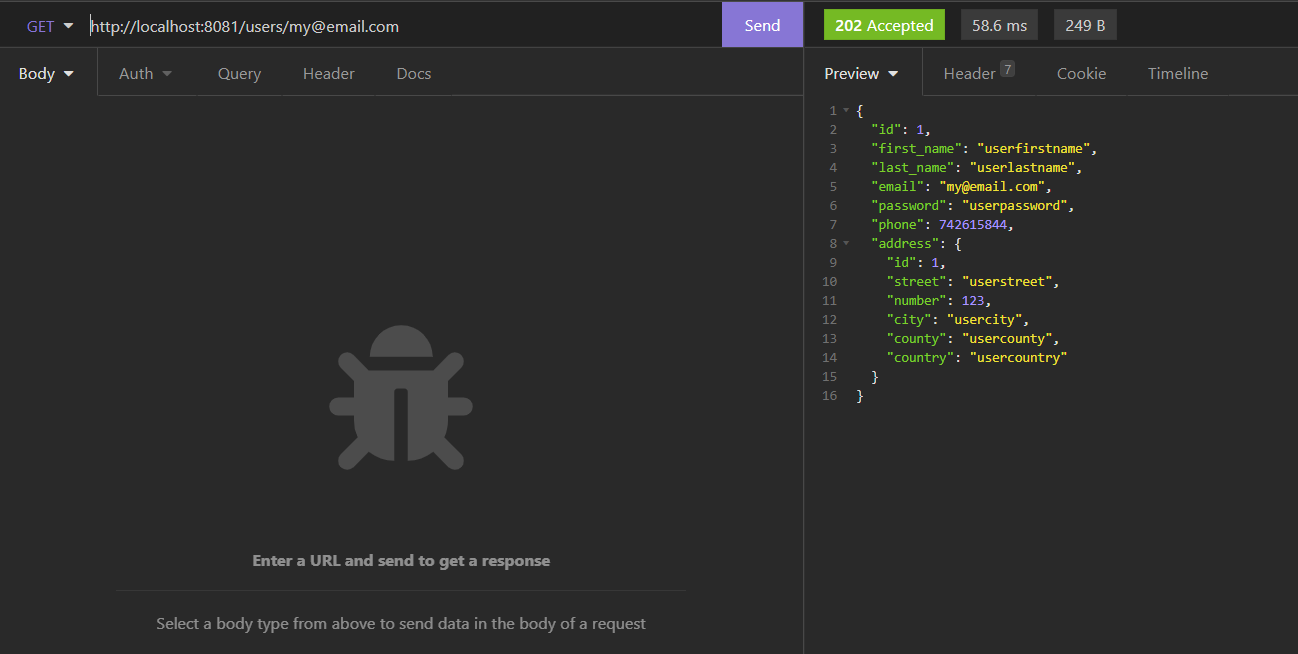 GET http://localhost:8081/users/my@email.com Send 202 Accepted 58.6 ms 249 B
Body Auth Query Header Docs Preview Header 7 Cookie Timeline
1 {
2 "id": 1,
3 "first_name": "userfirstname",
4 "last_name": "userlastname",
5 "email": "my@email.com",
6 "password": "userpassword",
7 "phone": 742615844,
8 "address": {
9 "id": 1,
10 "street": "userstreet",
11 "number": 123,
12 "city": "usercity",
13 "county": "usercounty",
14 "country": "usercountry"
15 }
16 }
Enter a URL and send to get a response
Select a body type from above to send data in the body of a request